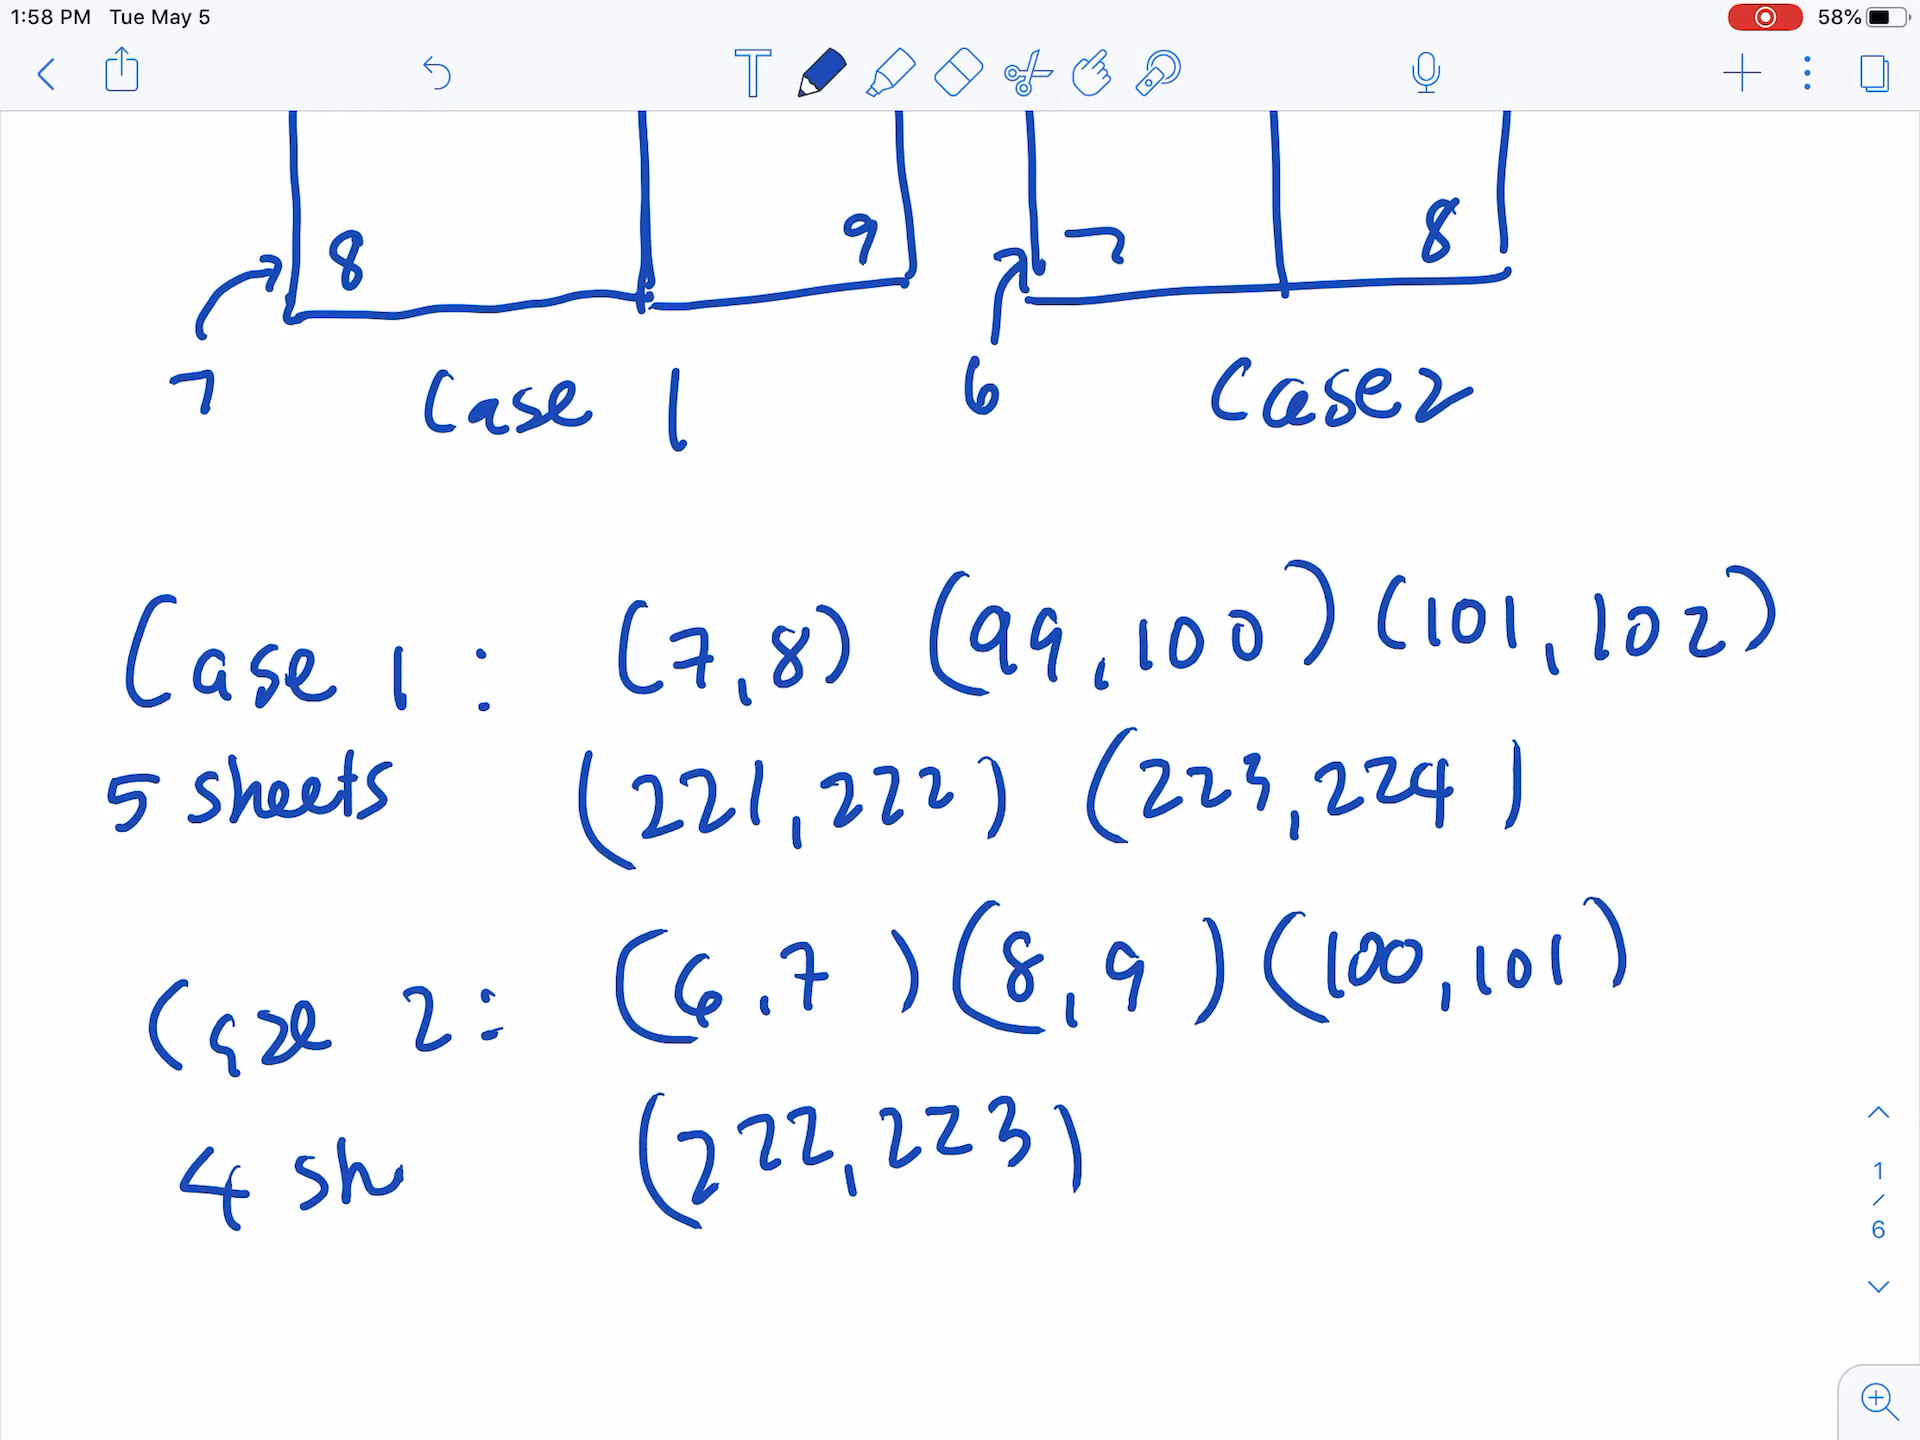 1:58 PM Tue May 5
58%
T
8
9
7
8
7
Case 1
6
Case 2
Case 1 : (7,8) (99,100) (101,102)
5 sheets (221,222) (223,224)
Case 2: (6,7) (8,9) (100,101)
4 sh (222,223)
1
/
6